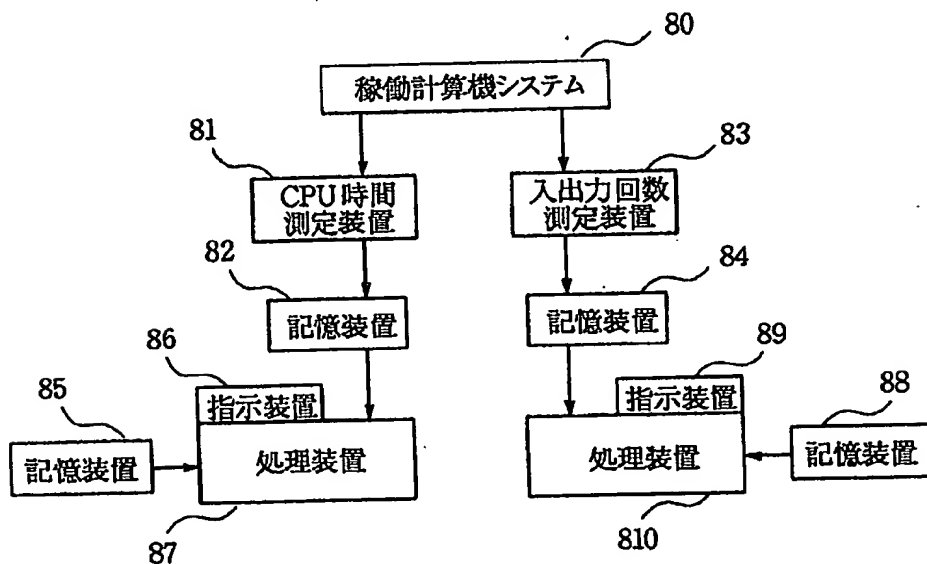 80
稼働計算機システム
81
83
CPU時間
測定装置
入出力回数
測定装置
82
84
記憶装置
記憶装置
86
89
85
指示装置
指示装置
88
記憶装置
処理装置
処理装置
記憶装置
87
810